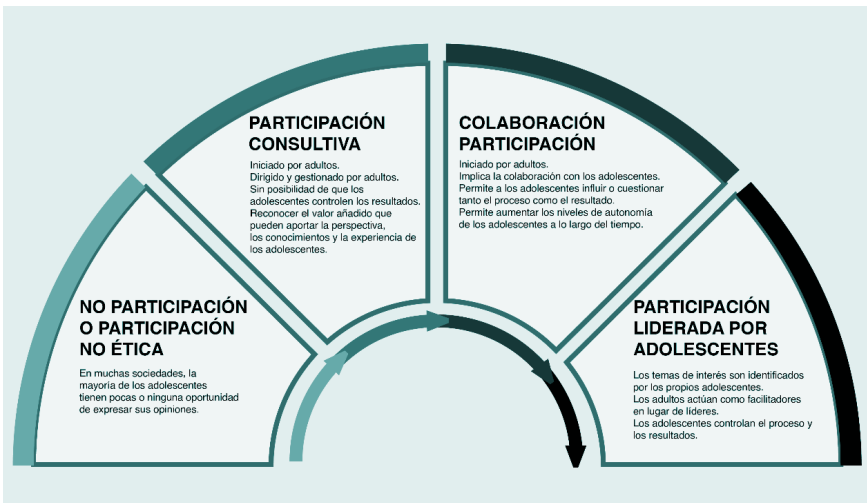 NO PARTICIPACIÓN
O PARTICIPACIÓN
NO ÉTICA
En muchas sociedades, la
mayoría de los adolescentes
tienen pocas o ninguna oportunidad
de expresar sus opiniones.
PARTICIPACIÓN
CONSULTIVA
Iniciado por adultos.
Dirigido y gestionado por adultos.
Sin posibilidad de que los
adolescentes controlen los resultados.
Reconocer el valor añadido que
pueden aportar la perspectiva,
los conocimientos y la experiencia de
los adolescentes.
COLABORACIÓN
PARTICIPACIÓN
Iniciado por adultos.
Implica la colaboración con los adolescentes.
Permite a los adolescentes influir o cuestionar
tanto el proceso como el resultado.
Permite aumentar los niveles de autonomía
de los adolescentes a lo largo del tiempo.
PARTICIPACIÓN
LIDERADA POR
ADOLESCENTES
Los temas de interés son identificados
por los propios adolescentes.
Los adultos actúan como facilitadores
en lugar de líderes.
Los adolescentes controlan el proceso y
los resultados.